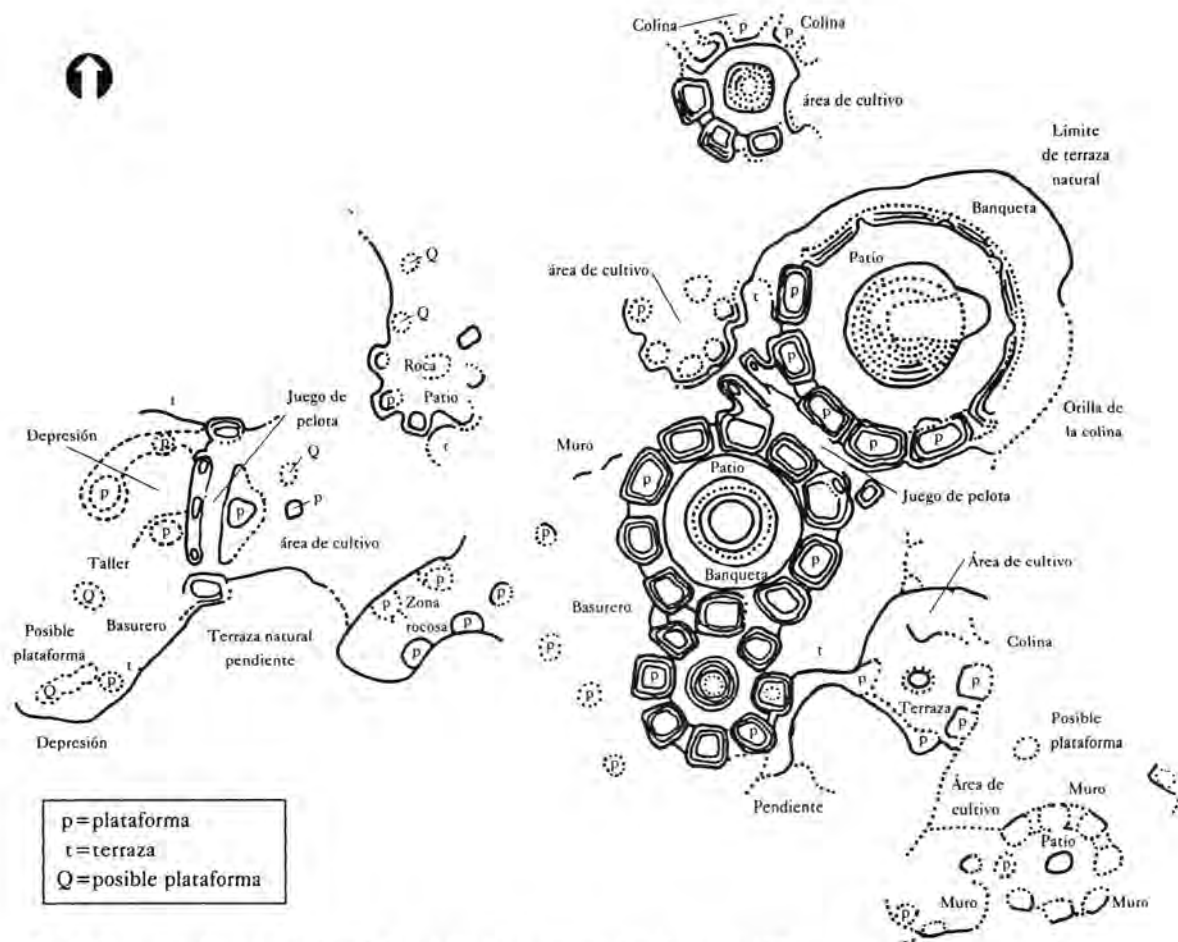 Colina
p
p
Colina
área de cultivo
Límite
de terraza
natural
Banqueta
Patio
área de cultivo
t
p
p
Q
Q
p
Roca
p
Patio
t
p
p
p
Orilla de
la colina
t
Juego de
pelota
Depresión
p
Q
Muro
Patio
p
p
Juego de pelota
p
p
p
área de cultivo
Taller
p
p
p
Banqueta
Área de cultivo
Q
Basurero
Terraza natural
pendiente
p
p
Zona
rocosa
p
p
p
Basurero
p
t
Colina
Posible
plataforma
Q
p
t
p
p
p
p
Terraza
p
p
p
Posible
plataforma
Depresión
p
Pendiente
Área de
cultivo
Muro
Patio
p
Muro
p
Muro
p=plataforma
t=terraza
Q=posible plataforma